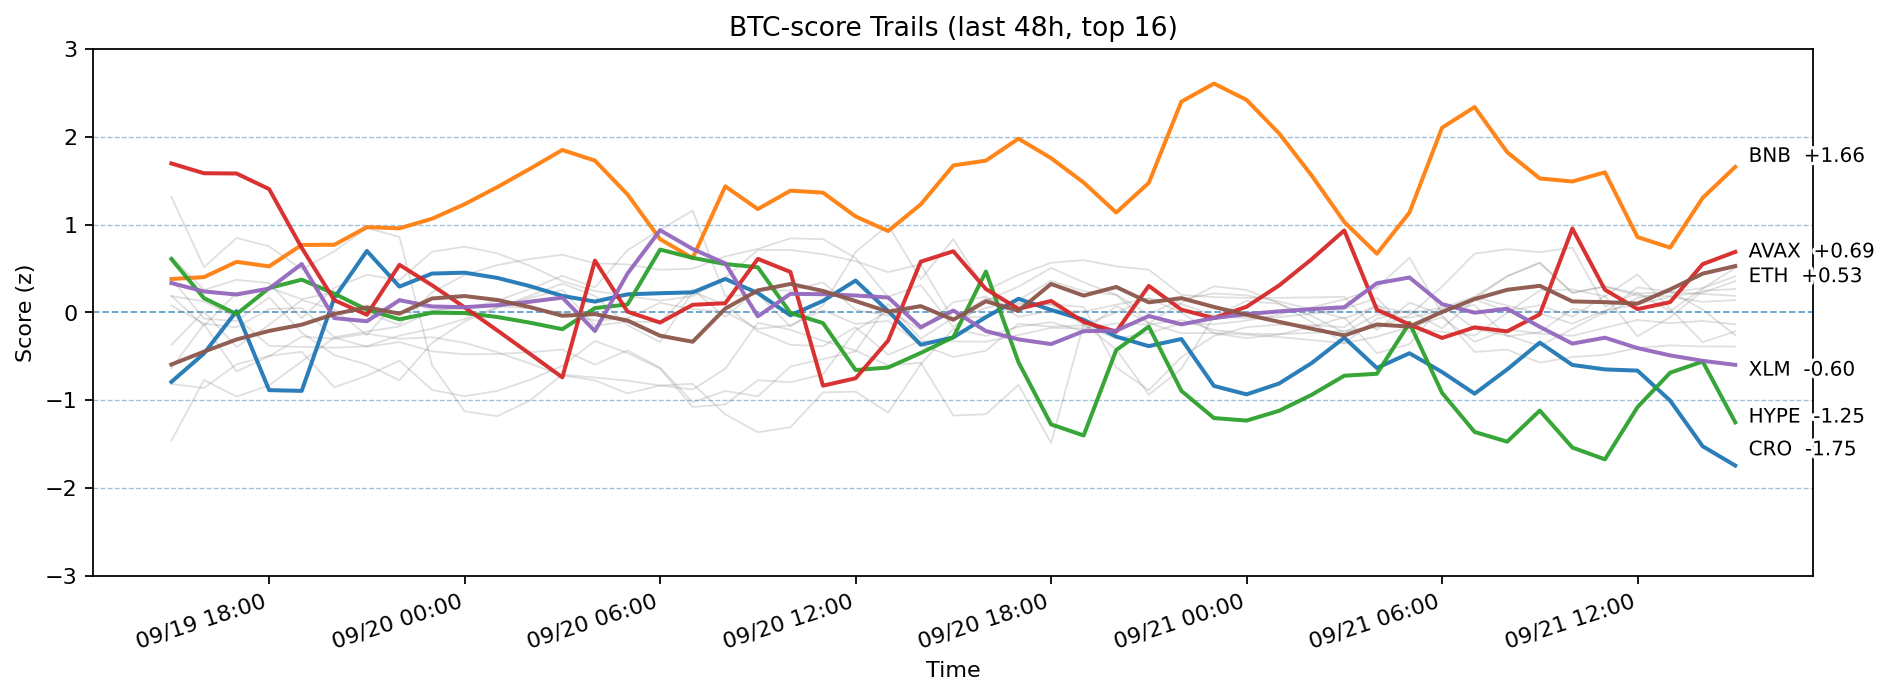 BTC-score Trails (last 48h, top 16)
Score (z)
3
2
1
0
−1
−2
−3
BNB +1.66
AVAX +0.69
ETH +0.53
XLM -0.60
HYPE -1.25
CRO -1.75
09/19 18:00
09/20 00:00
09/20 06:00
09/20 12:00
09/20 18:00
09/21 00:00
09/21 06:00
09/21 12:00
Time